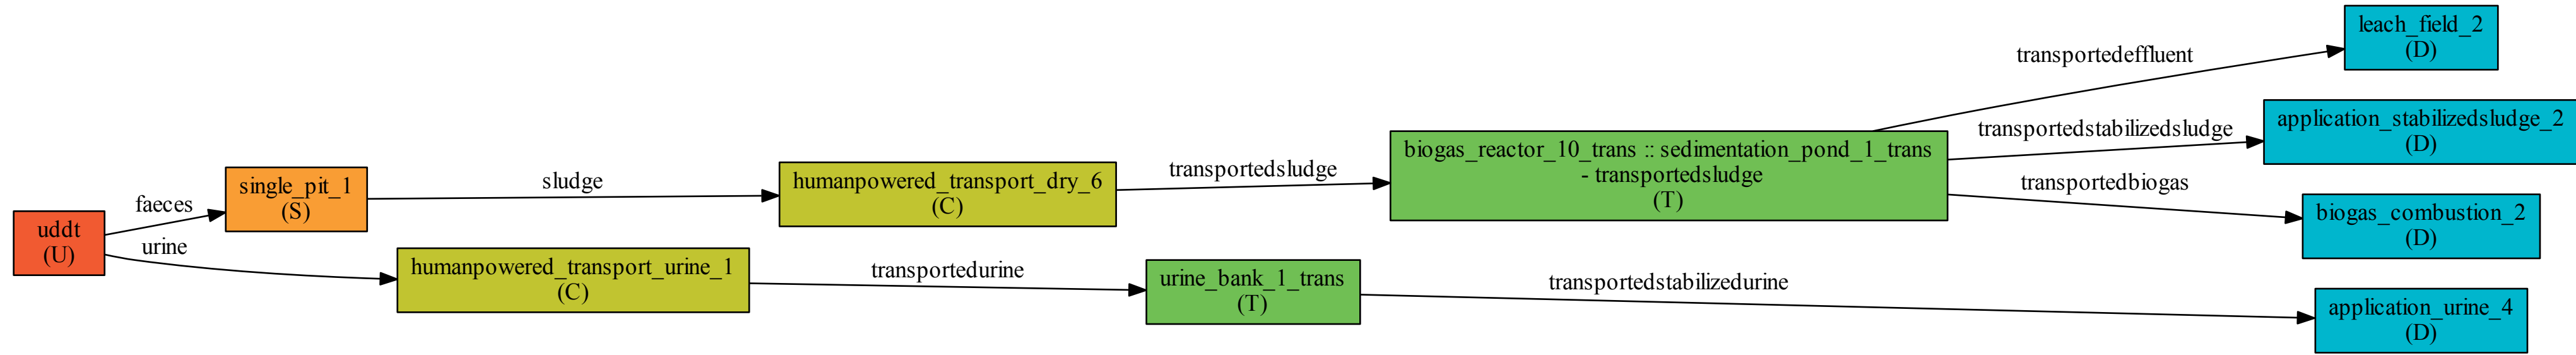 uddt
(U)
faeces
urine
single_pit_1
(S)
sludge
humanpowered_transport_urine_1
(C)
humanpowered_transport_dry_6
(C)
transportedurine
transportedsludge
urine_bank_1_trans
(T)
biogas_reactor_10_trans :: sedimentation_pond_1_trans
- transportedsludge
(T)
transportedstabilizedurine
transportedeffluent
transportedstabilizedsludge
transportedbiogas
leach_field_2
(D)
application_stabilizedsludge_2
(D)
biogas_combustion_2
(D)
application_urine_4
(D)